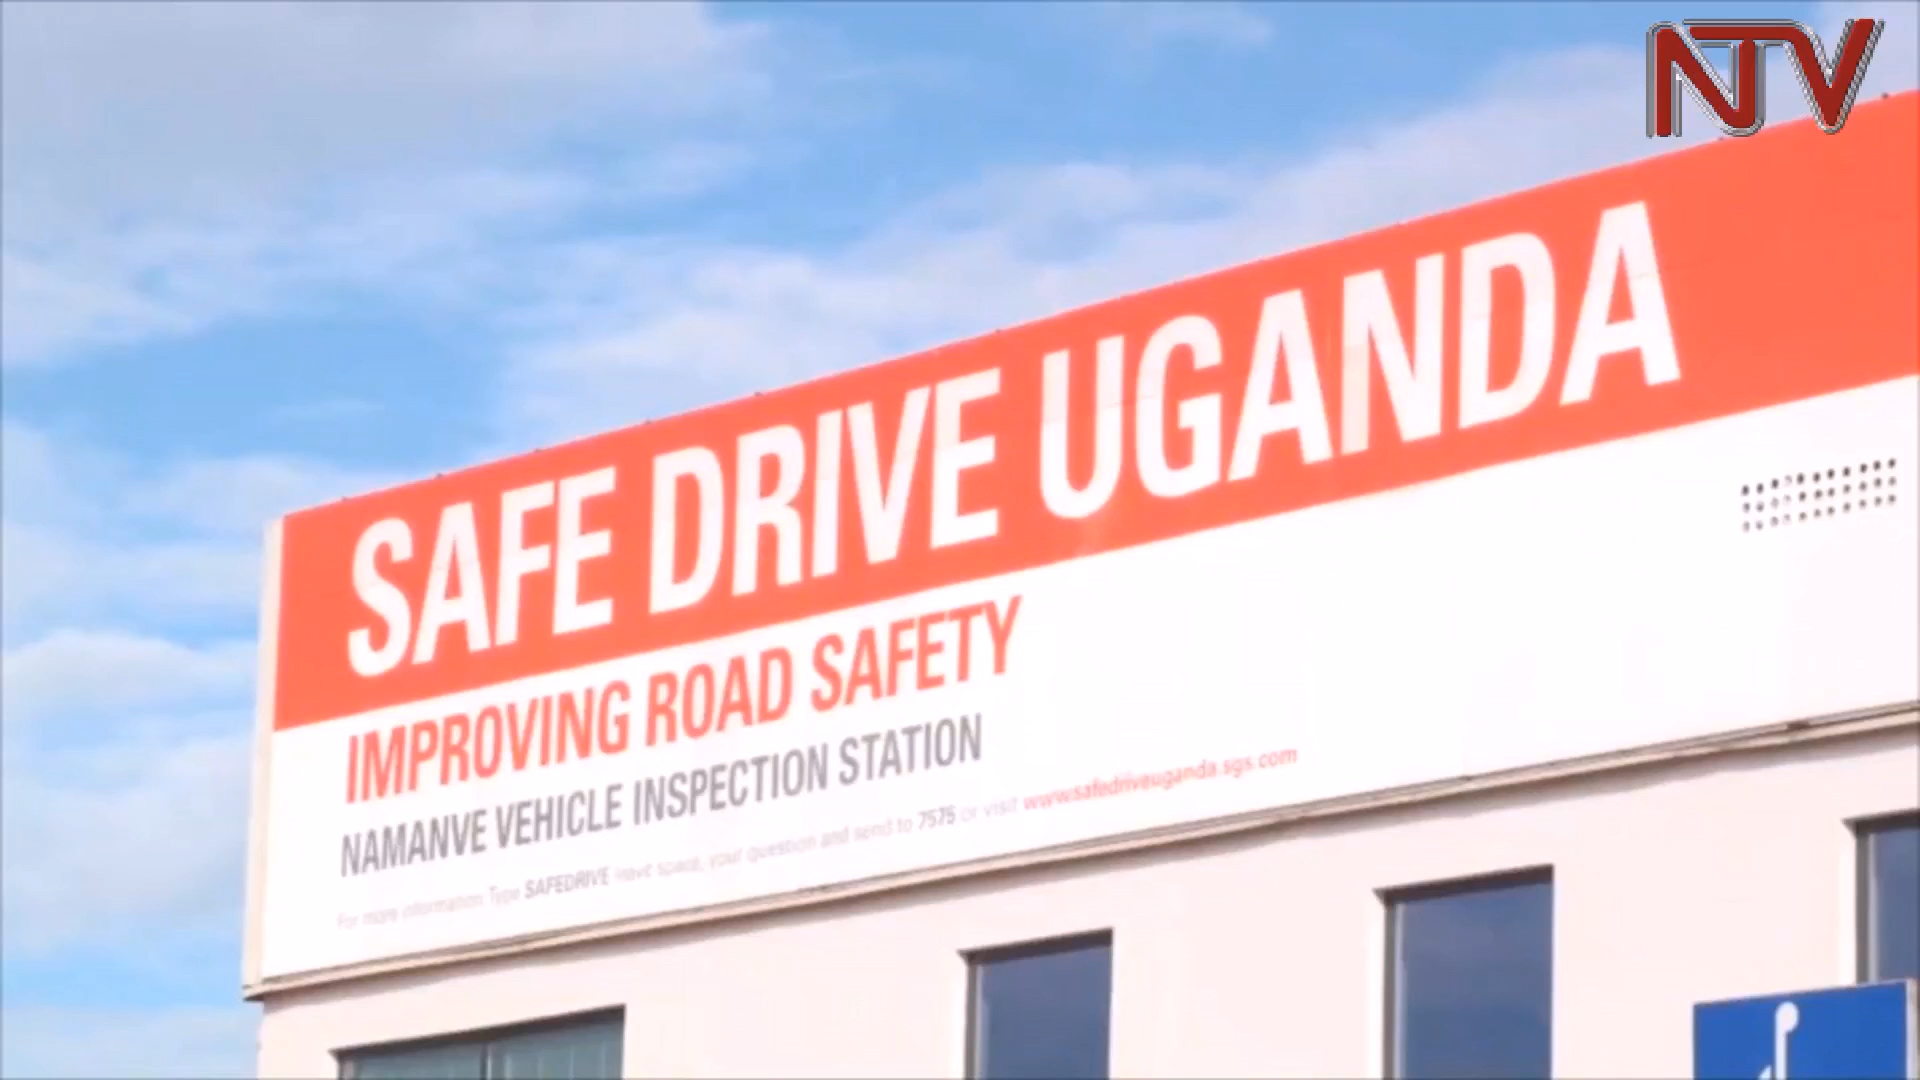 NTV
SAFE DRIVE UGANDA
IMPROVING ROAD SAFETY
NAMANVE VEHICLE INSPECTION STATION
For more information Type SAFEDRIVE leave space, your question and send to 7575 or visit www.safedriveuganda.sgs.com